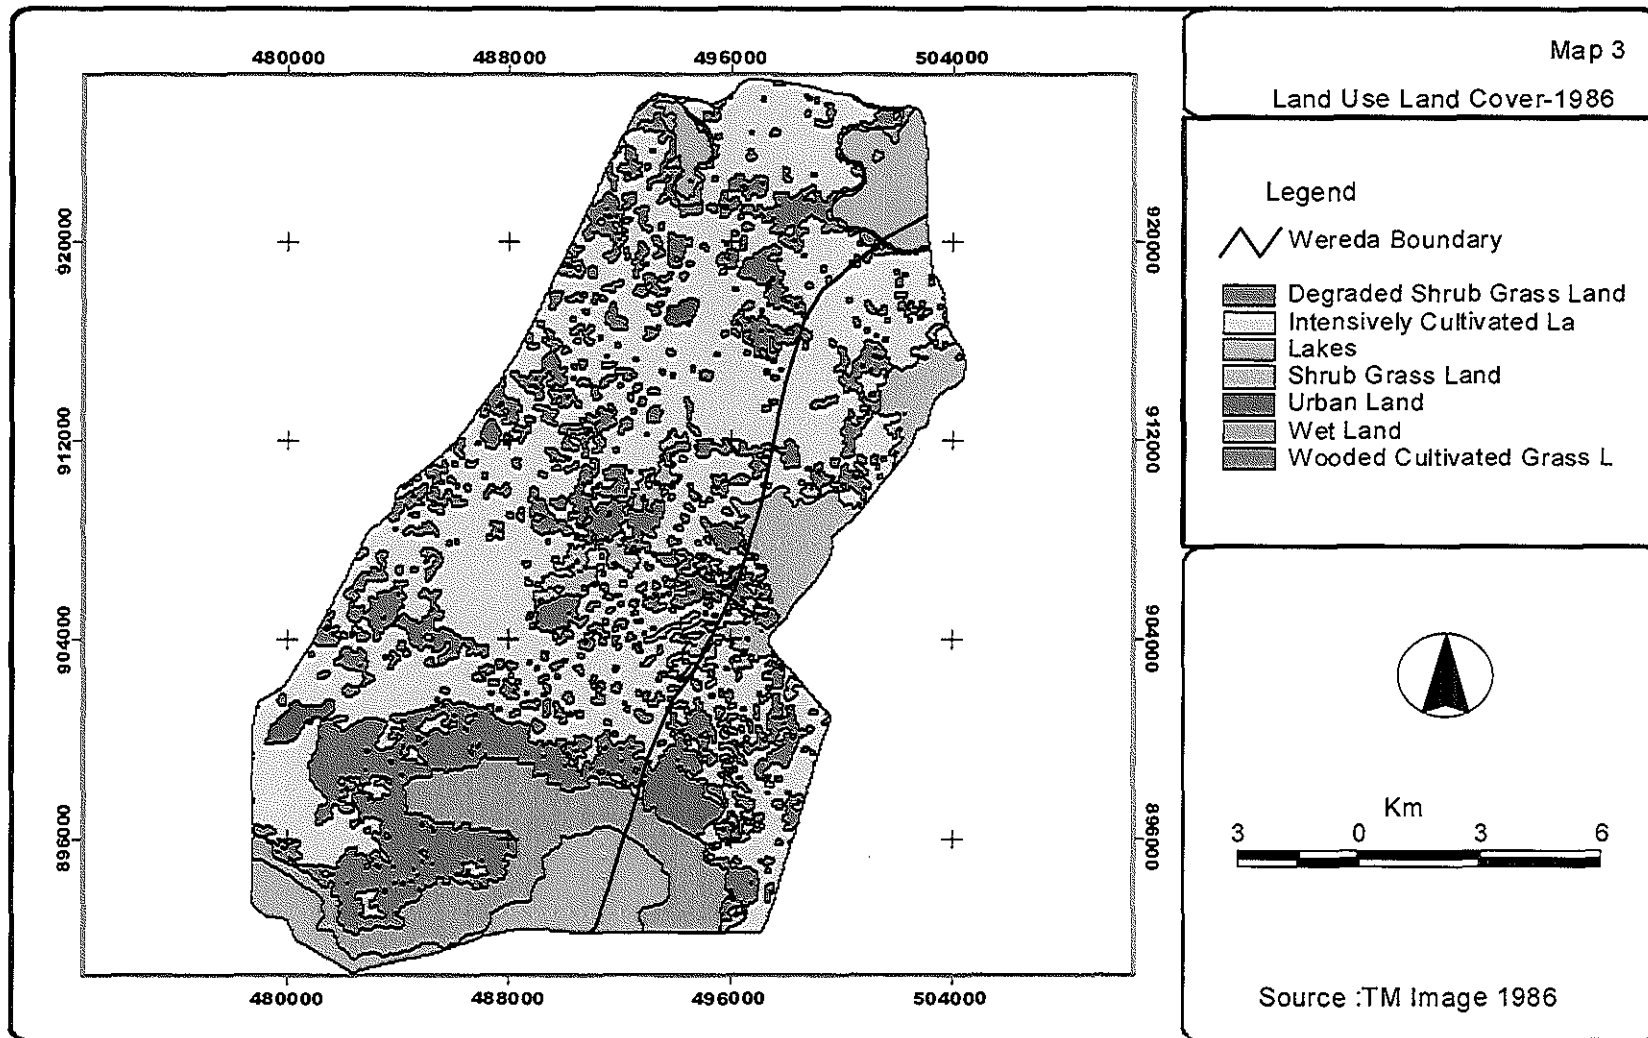 Map 3
Land Use Land Cover-1986
480000 488000 496000 504000
920000 920000
912000 912000
904000 904000
896000 896000
480000 488000 496000 504000
Legend
Wereda Boundary
Degraded Shrub Grass Land
Intensively Cultivated La
Lakes
Shrub Grass Land
Urban Land
Wet Land
Wooded Cultivated Grass L
Km
3 0 3 6
Source :TM Image 1986